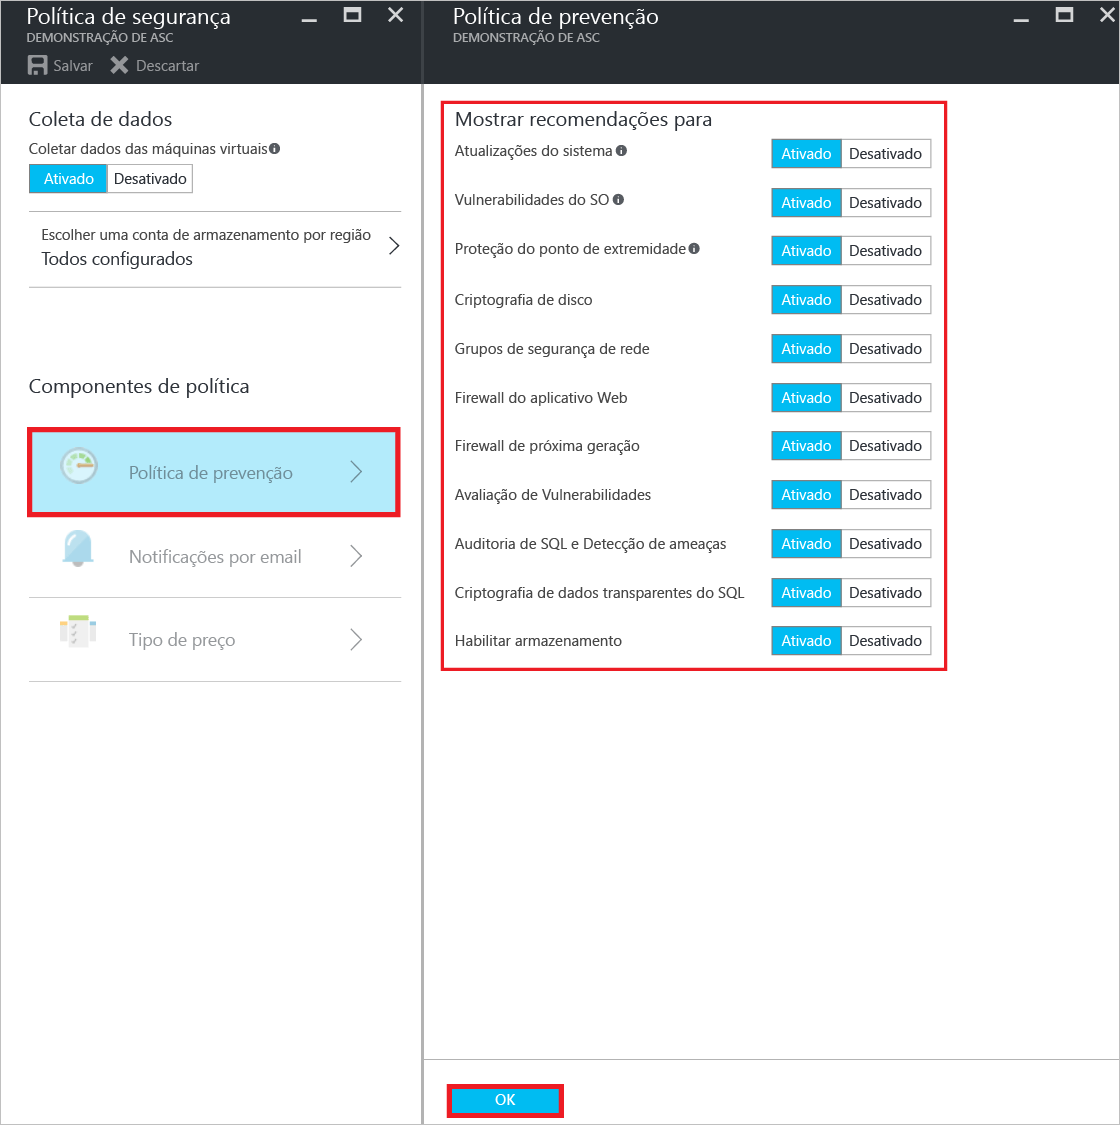 Política de segurança
DEMONSTRAÇÃO DE ASC
Salvar Descartar
Coleta de dados
Coletar dados das máquinas virtuais
Ativado Desativado
Escolher uma conta de armazenamento por região
Todos configurados
Componentes de política
Política de prevenção
Notificações por email
Tipo de preço
Política de prevenção
DEMONSTRAÇÃO DE ASC
Mostrar recomendações para
Atualizações do sistema Ativado Desativado
Vulnerabilidades do SO Ativado Desativado
Proteção do ponto de extremidade Ativado Desativado
Criptografia de disco Ativado Desativado
Grupos de segurança de rede Ativado Desativado
Firewall do aplicativo Web Ativado Desativado
Firewall de próxima geração Ativado Desativado
Avaliação de Vulnerabilidades Ativado Desativado
Auditoria de SQL e Detecção de ameaças Ativado Desativado
Criptografia de dados transparentes do SQL Ativado Desativado
Habilitar armazenamento Ativado Desativado
OK